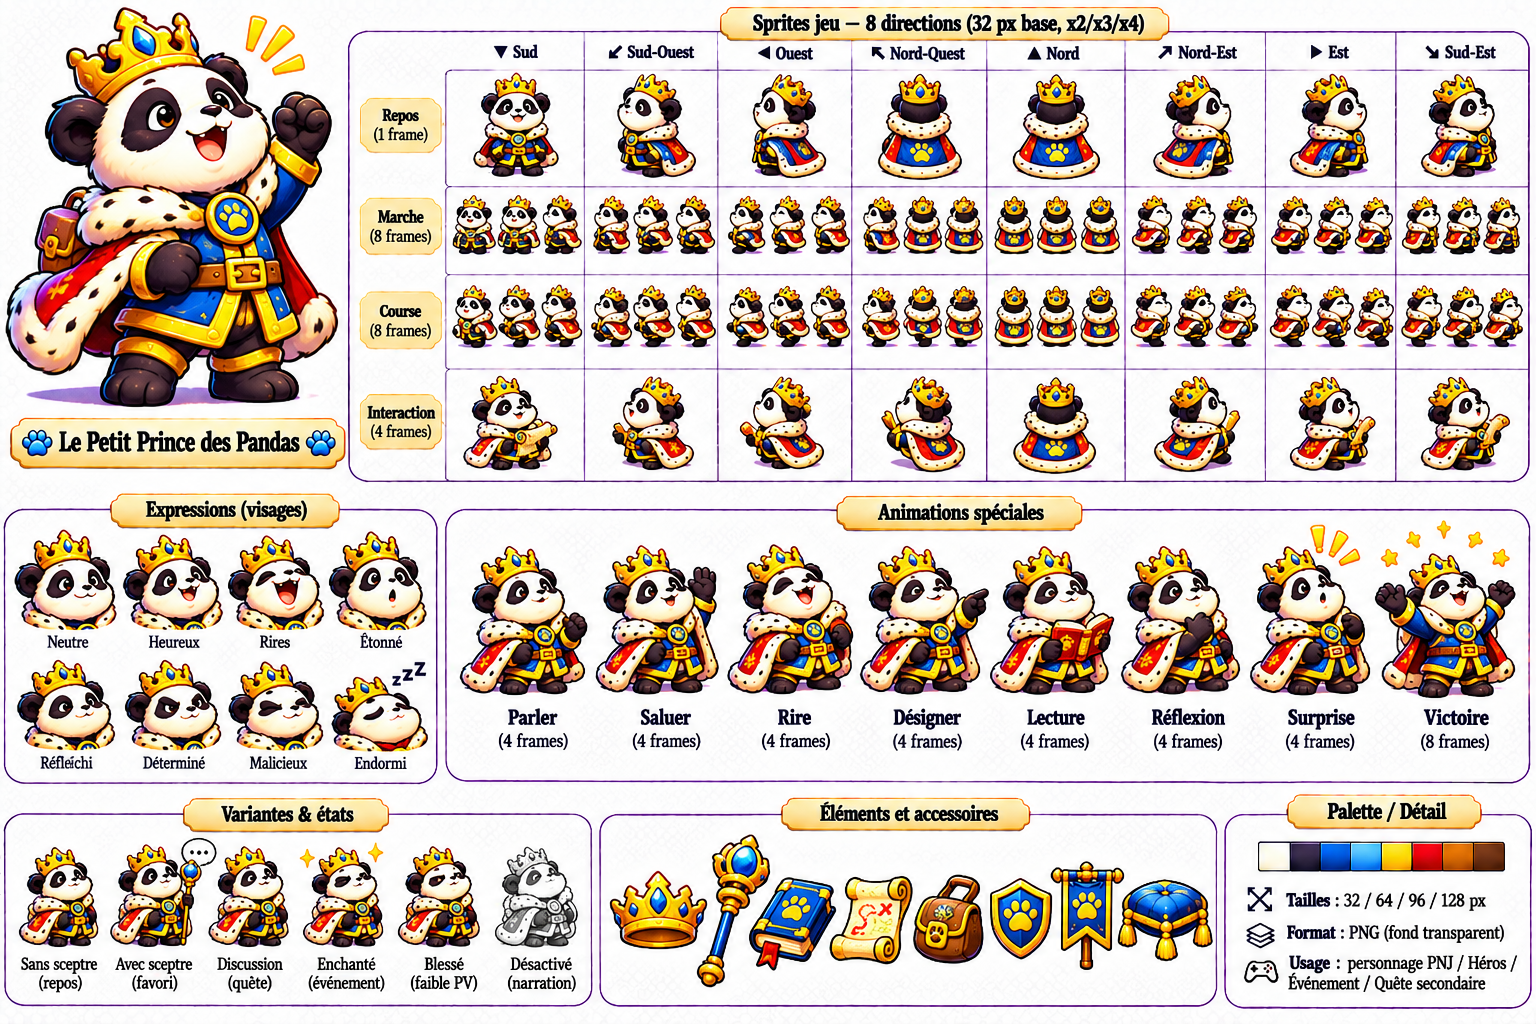 Sprites jeu – 8 directions (32 px base, x2/x3/x4)
▼ Sud
↙ Sud-Ouest
◀ Ouest
↖ Nord-Quest
▲ Nord
↗ Nord-Est
▶ Est
↘ Sud-Est
Repos
(1 frame)
Marche
(8 frames)
Course
(8 frames)
Interaction
(4 frames)
Le Petit Prince des Pandas
Expressions (visages)
Neutre
Heureux
Rires
Étonné
zzZ
Réfléichi
Déterminé
Malicieux
Endormi
Animations spéciales
Parler
(4 frames)
Saluer
(4 frames)
Rire
(4 frames)
Désigner
(4 frames)
Lecture
(4 frames)
Réflexion
(4 frames)
Surprise
(4 frames)
Victoire
(8 frames)
Variantes & états
...
Sans sceptre
(repos)
Avec sceptre
(favori)
Discussion
(quête)
Enchanté
(événement)
Blessé
(faible PV)
Désactivé
(narration)
Éléments et accessoires
Palette / Détail
Tailles : 32 / 64 / 96 / 128 px
Format : PNG (fond transparent)
Usage : personnage PNJ / Héros /
Événement / Quête secondaire